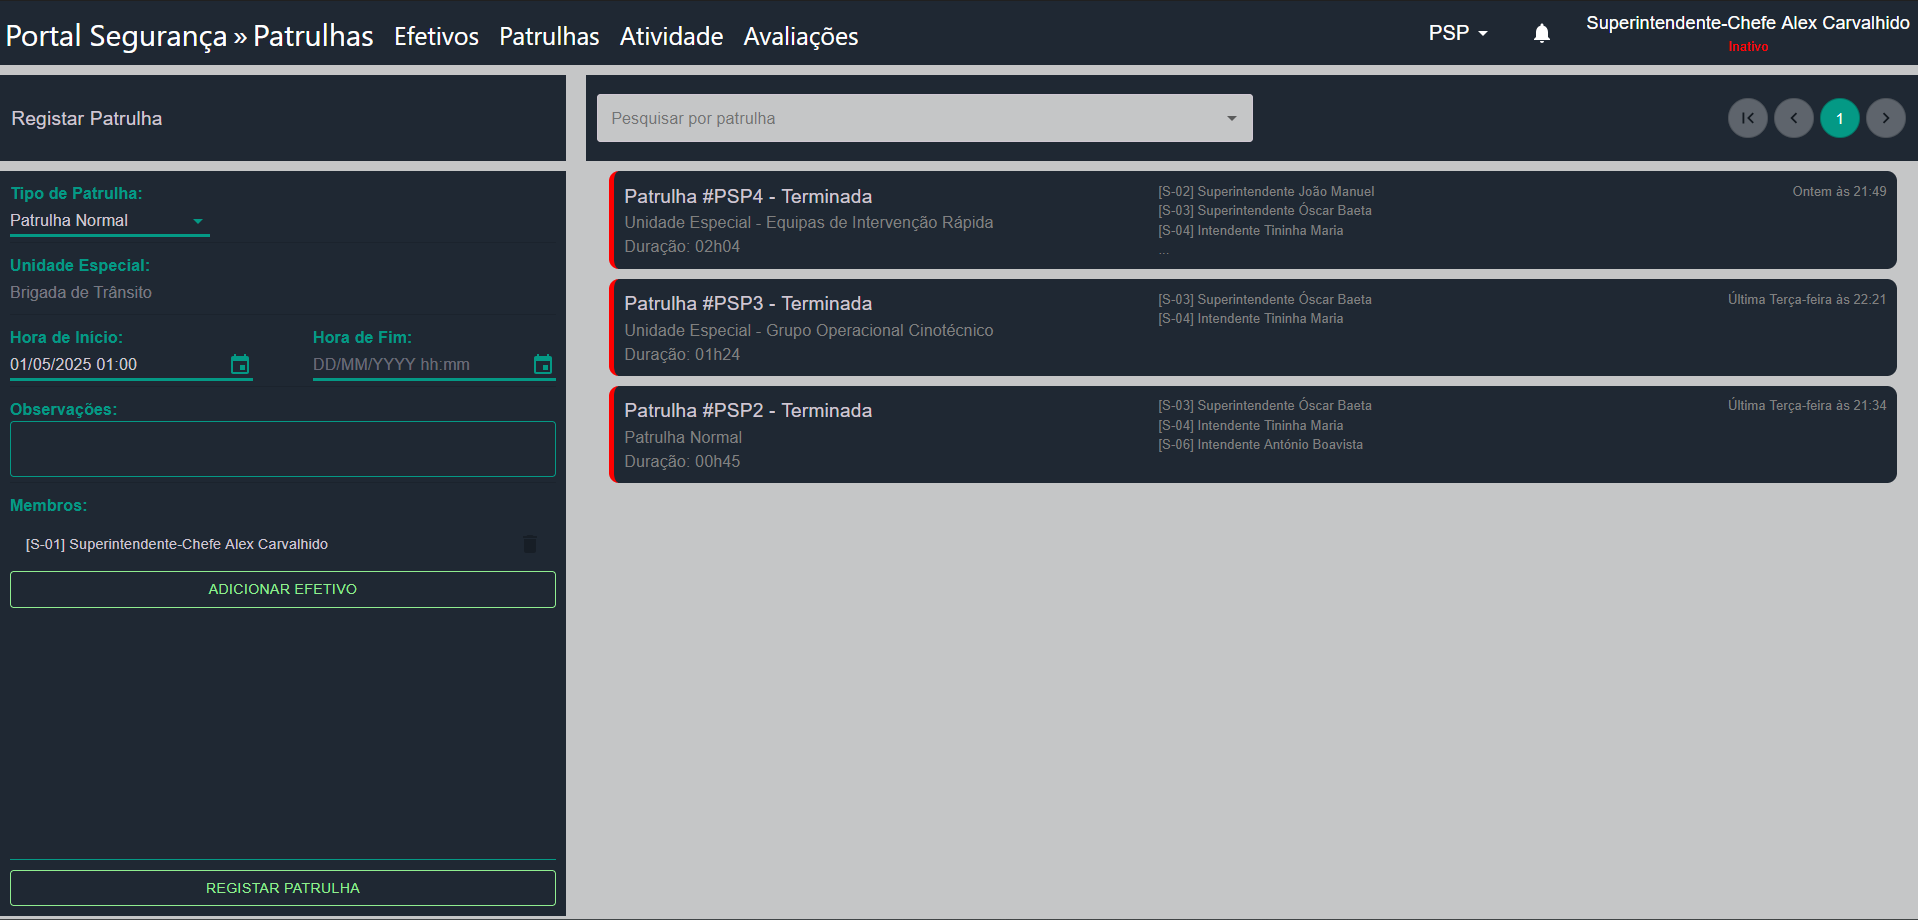 Portal Segurança » Patrulhas Efetivos Patrulhas Atividade Avaliações
PSP
Superintendente-Chefe Alex Carvalhido
Inativo
Registar Patrulha
Tipo de Patrulha:
Patrulha Normal
Unidade Especial:
Brigada de Trânsito
Hora de Início:
01/05/2025 01:00
Hora de Fim:
DD/MM/YYYY hh:mm
Observações:
Membros:
[S-01] Superintendente-Chefe Alex Carvalhido
ADICIONAR EFETIVO
REGISTAR PATRULHA
Pesquisar por patrulha
1
Patrulha #PSP4 - Terminada
Unidade Especial - Equipas de Intervenção Rápida
Duração: 02h04
[S-02] Superintendente João Manuel
[S-03] Superintendente Óscar Baeta
[S-04] Intendente Tininha Maria
...
Ontem às 21:49
Patrulha #PSP3 - Terminada
Unidade Especial - Grupo Operacional Cinotécnico
Duração: 01h24
[S-03] Superintendente Óscar Baeta
[S-04] Intendente Tininha Maria
Última Terça-feira às 22:21
Patrulha #PSP2 - Terminada
Patrulha Normal
Duração: 00h45
[S-03] Superintendente Óscar Baeta
[S-04] Intendente Tininha Maria
[S-06] Intendente António Boavista
Última Terça-feira às 21:34